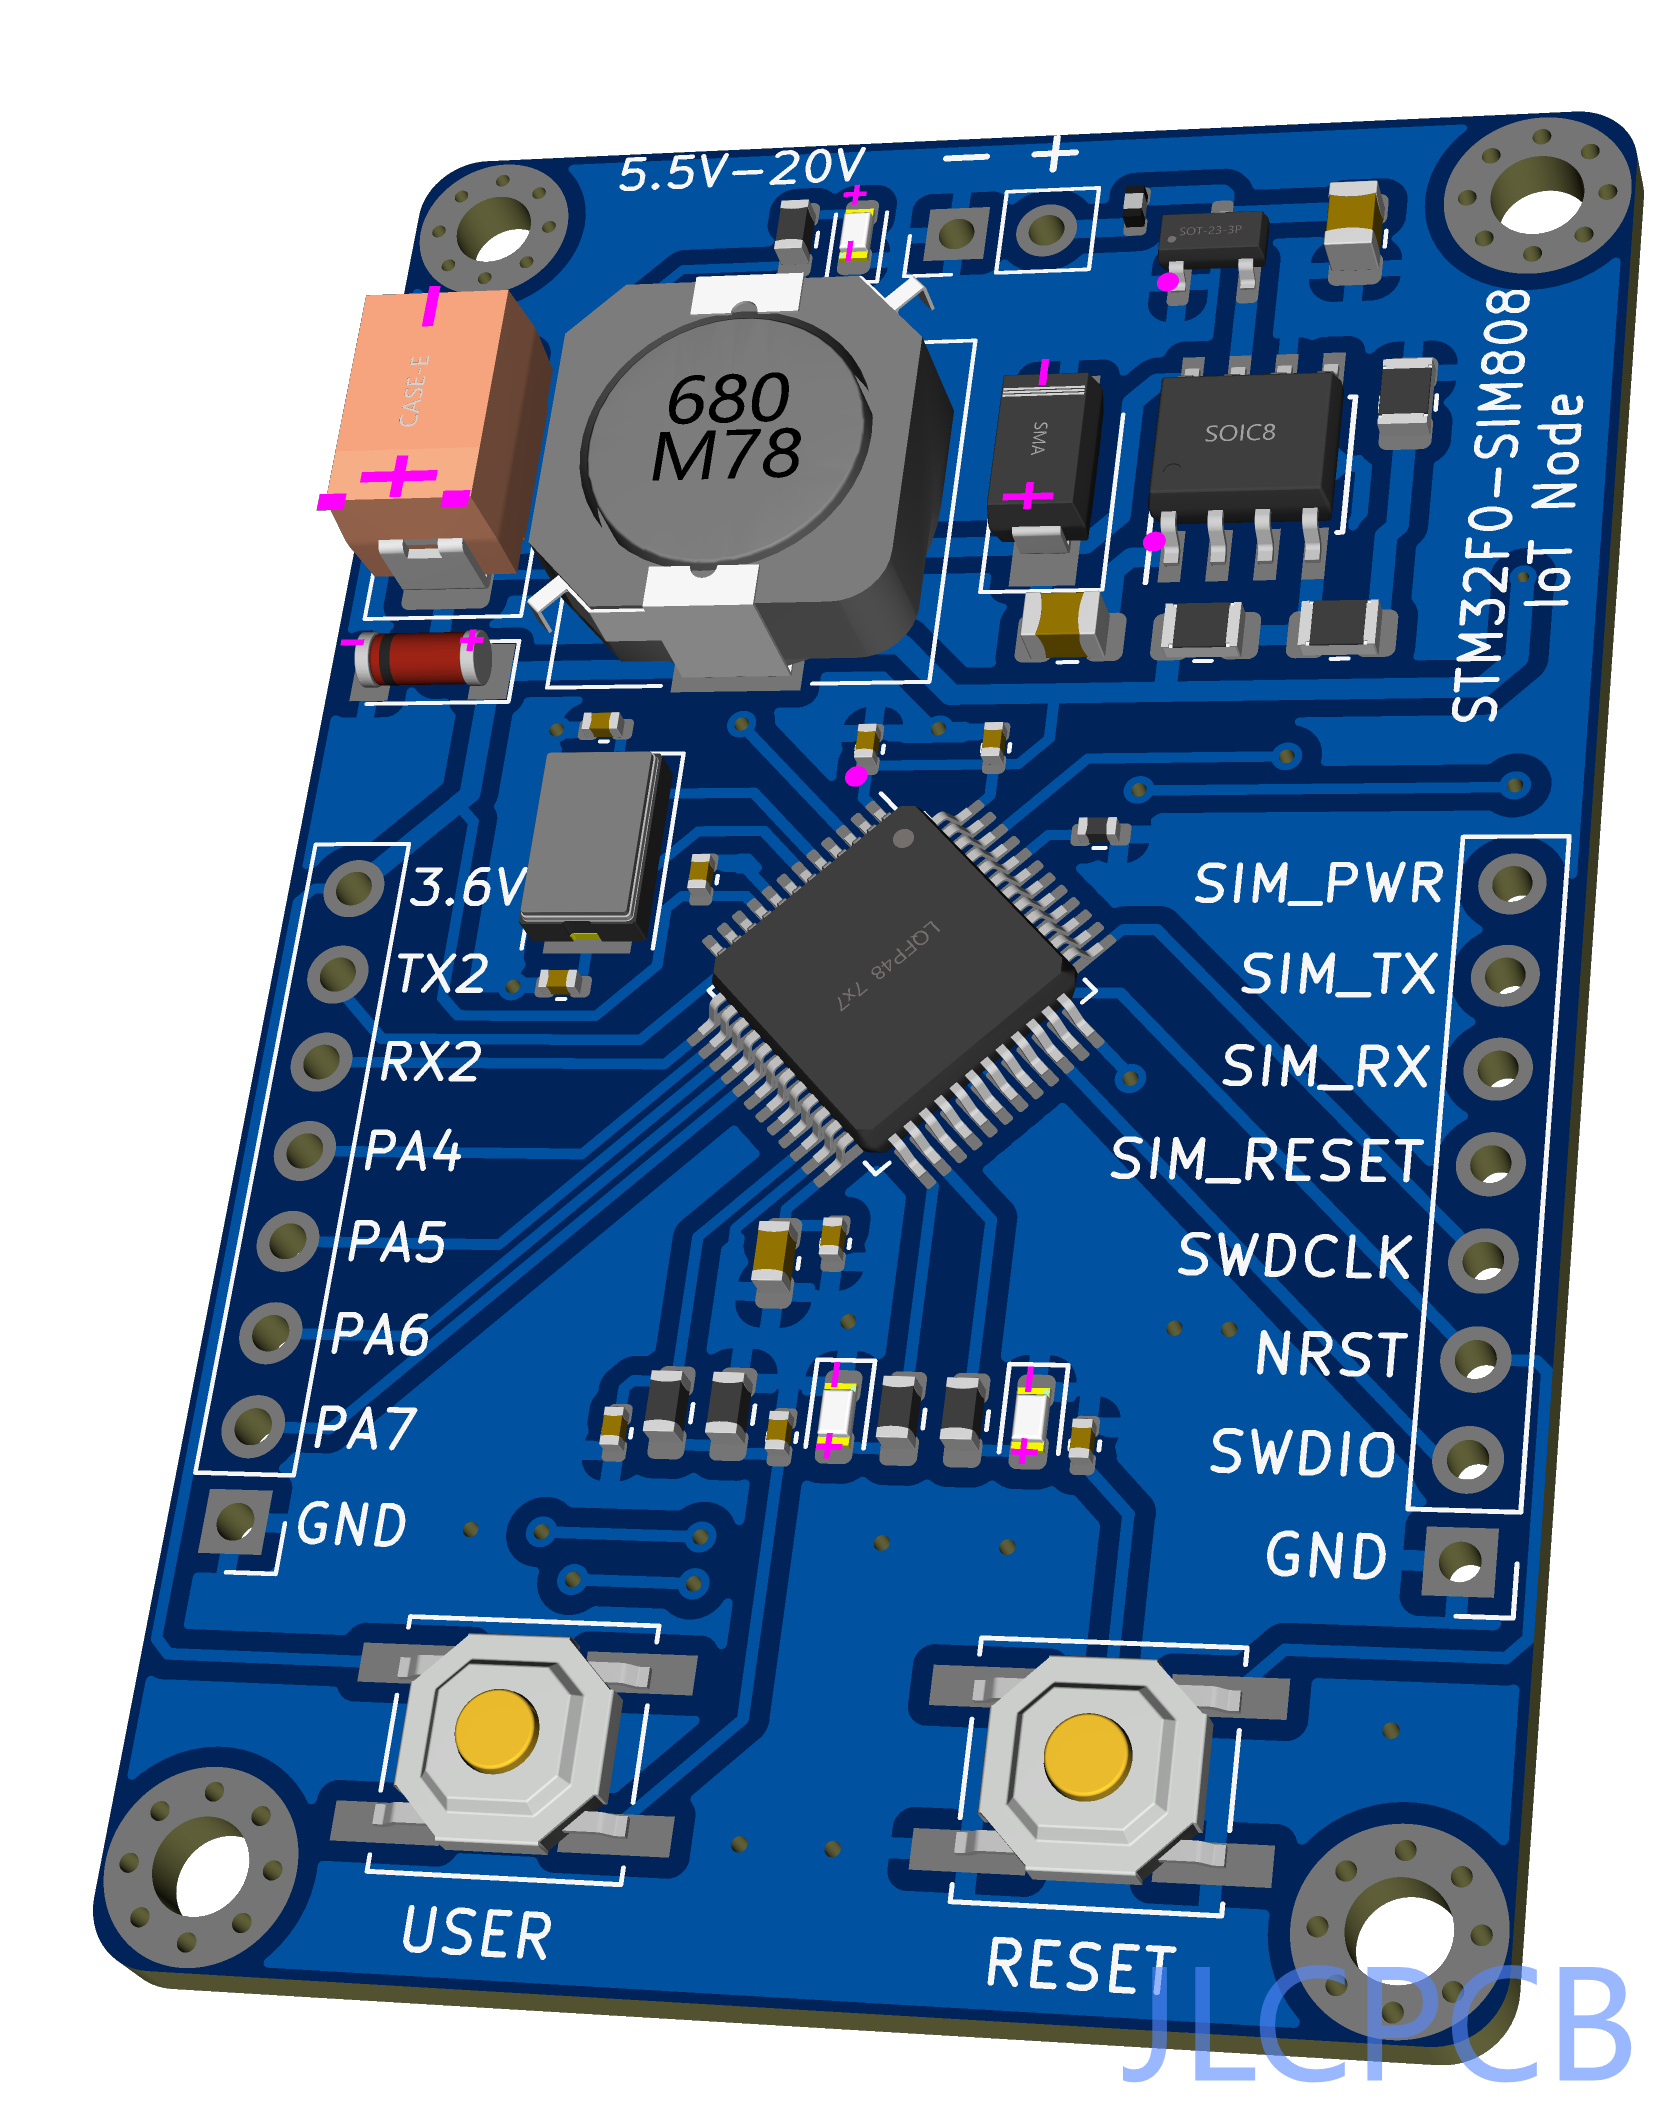 5.5V-20V
- +
SOT-23-3P
CASE-E
680
M78
SMA
SOIC8
STM32F0-SIM808
IoT Node
3.6V
TX2
RX2
PA4
PA5
PA6
PA7
GND
LQFP48 7x7
SIM_PWR
SIM_TX
SIM_RX
SIM_RESET
SWDCLK
NRST
SWDIO
GND
USER
RESET
JLCPCB